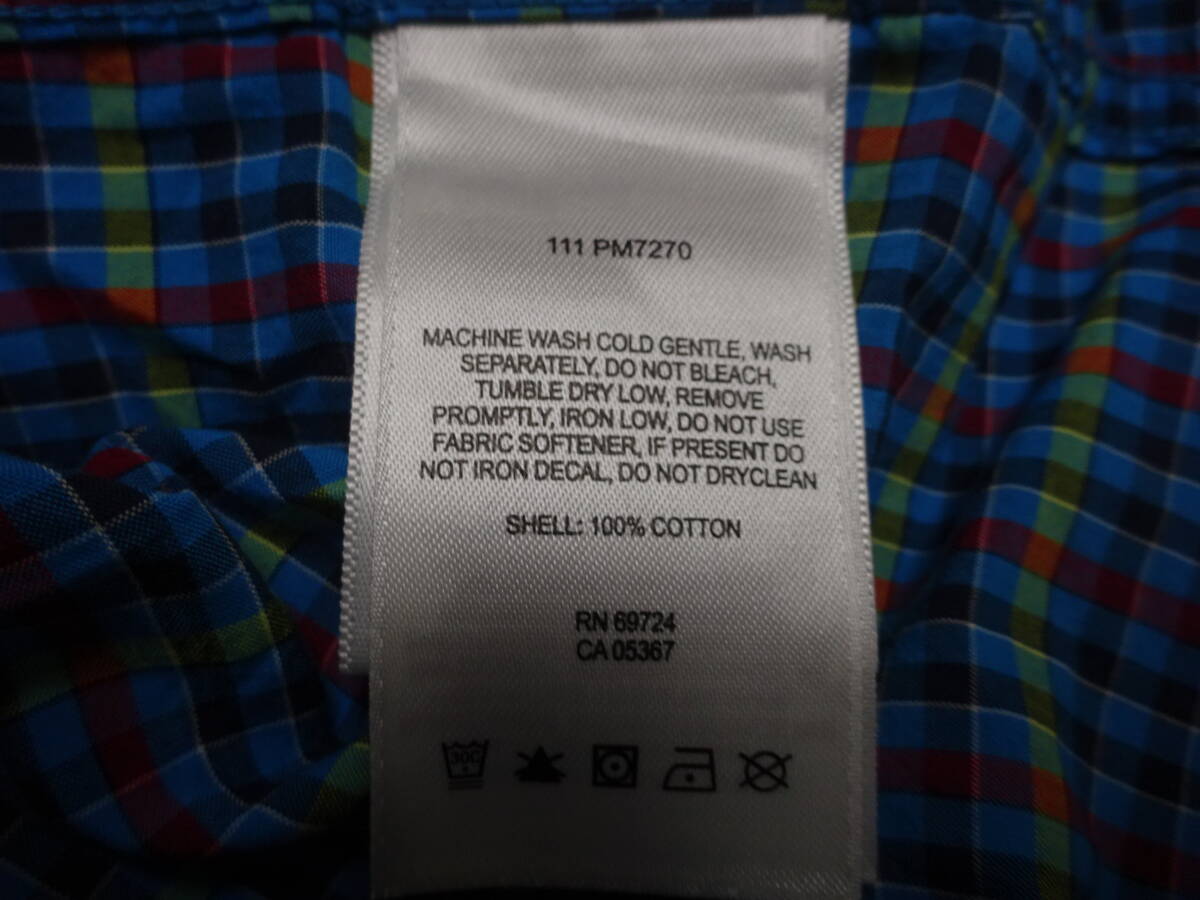 111 PM7270
MACHINE WASH COLD GENTLE, WASH
SEPARATELY, DO NOT BLEACH,
TUMBLE DRY LOW, REMOVE
PROMPTLY, IRON LOW, DO NOT USE
FABRIC SOFTENER, IF PRESENT DO
NOT IRON DECAL, DO NOT DRYCLEAN
SHELL: 100% COTTON
RN 69724
CA 05367
30C